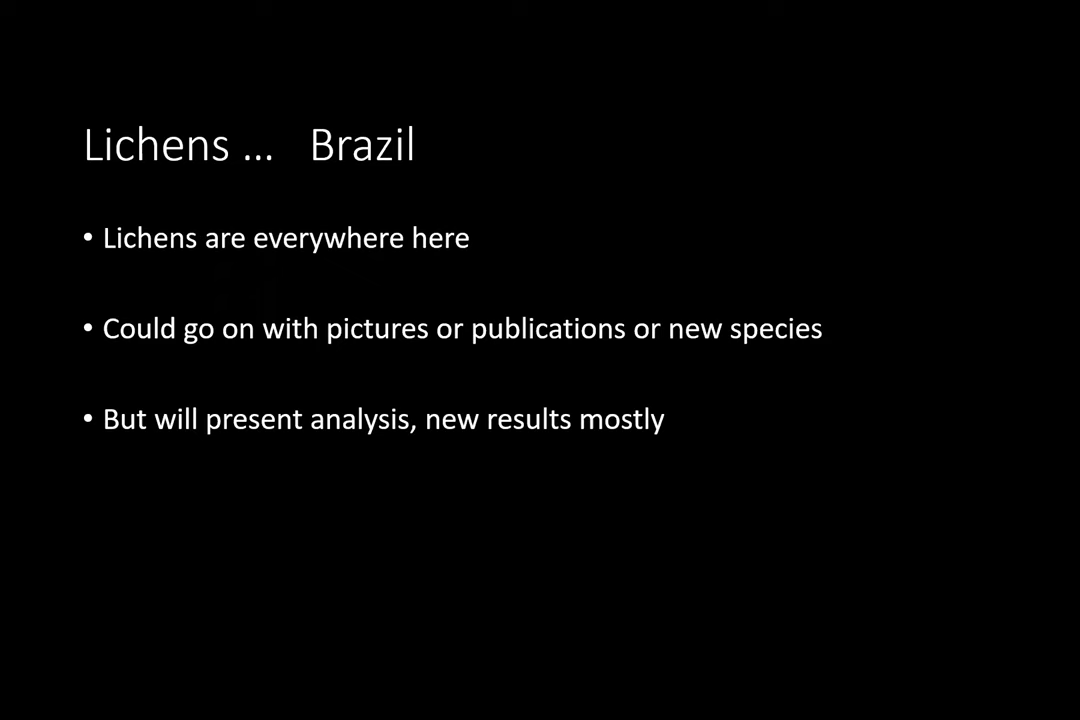 Lichens ... Brazil
• Lichens are everywhere here
• Could go on with pictures or publications or new species
• But will present analysis, new results mostly